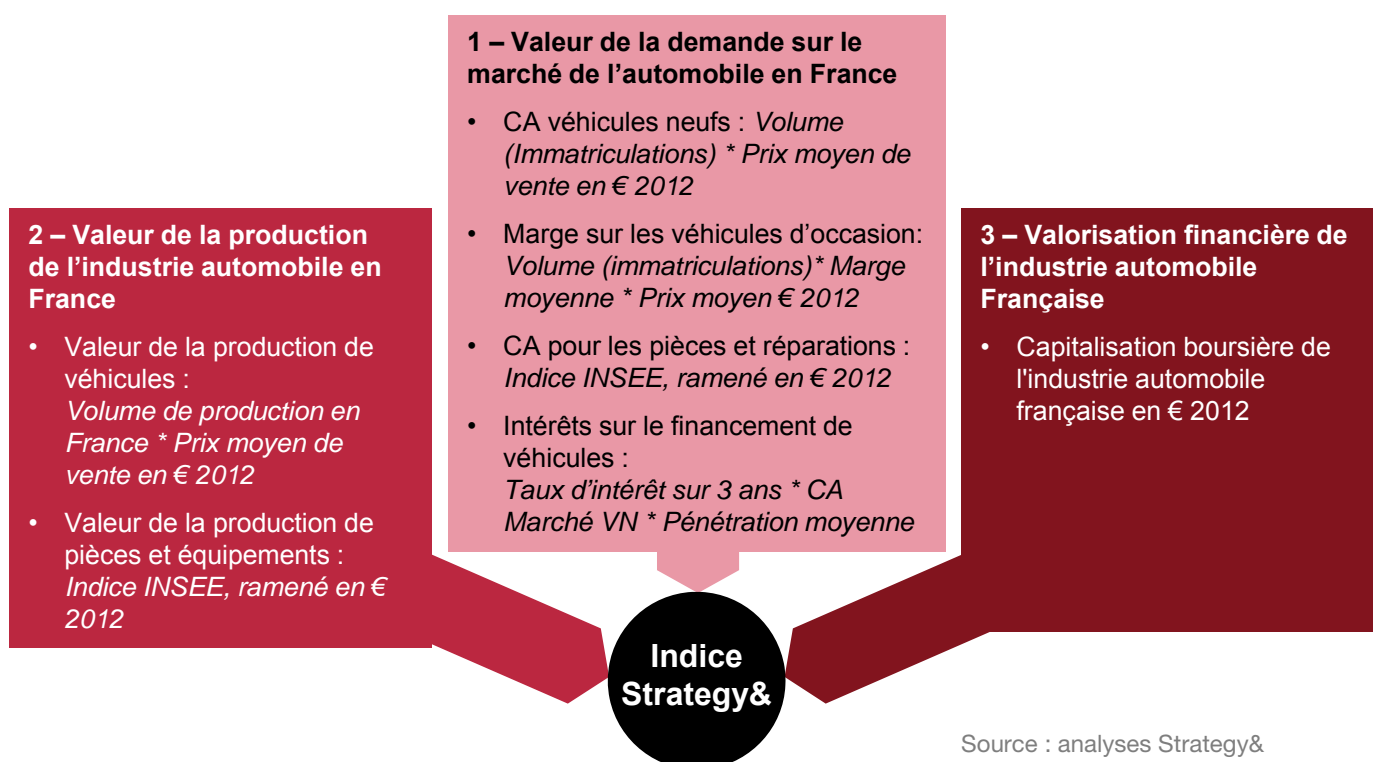 1 – Valeur de la demande sur le
marché de l’automobile en France
• CA véhicules neufs : Volume
(Immatriculations) * Prix moyen de
vente en € 2012
• Marge sur les véhicules d’occasion:
Volume (immatriculations)* Marge
moyenne * Prix moyen € 2012
• CA pour les pièces et réparations :
Indice INSEE, ramené en € 2012
• Intérêts sur le financement de
véhicules :
Taux d’intérêt sur 3 ans * CA
Marché VN * Pénétration moyenne
2 – Valeur de la production
de l’industrie automobile en
France
• Valeur de la production de
véhicules :
Volume de production en
France * Prix moyen de
vente en € 2012
• Valeur de la production de
pièces et équipements :
Indice INSEE, ramené en €
2012
3 – Valorisation financière de
l’industrie automobile
Française
• Capitalisation boursière de
l'industrie automobile
française en € 2012
Indice
Strategy&
Source : analyses Strategy&